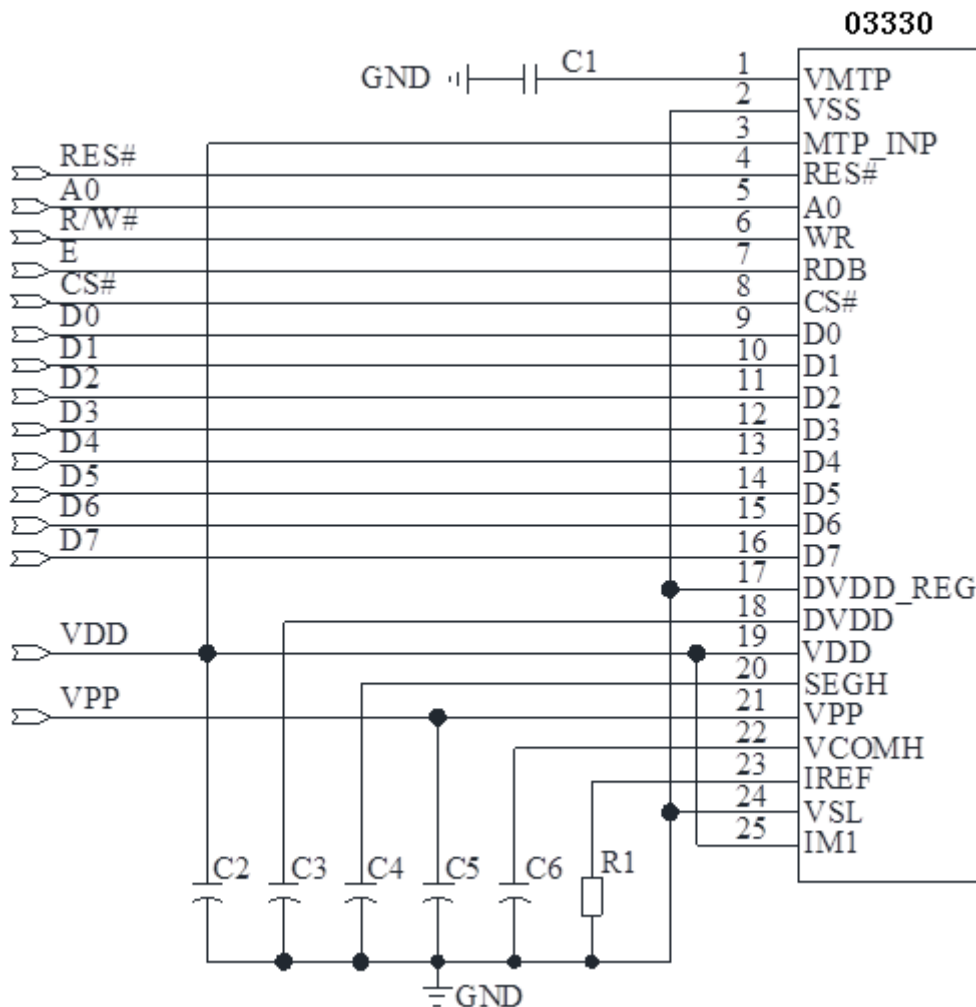 03330
GND C1 1 VMTP
2 VSS
3 MTP_INP
RES# 4 RES#
A0 5 A0
R/W# 6 WR
E 7 RDB
CS# 8 CS#
D0 9 D0
D1 10 D1
D2 11 D2
D3 12 D3
D4 13 D4
D5 14 D5
D6 15 D6
D7 16 D7
17 DVDD_REG
18 DVDD
VDD 19 VDD
20 SEGH
VPP 21 VPP
22 VCOMH
23 IREF
24 VSL
25 IM1
C2 C3 C4 C5 C6 R1
GND